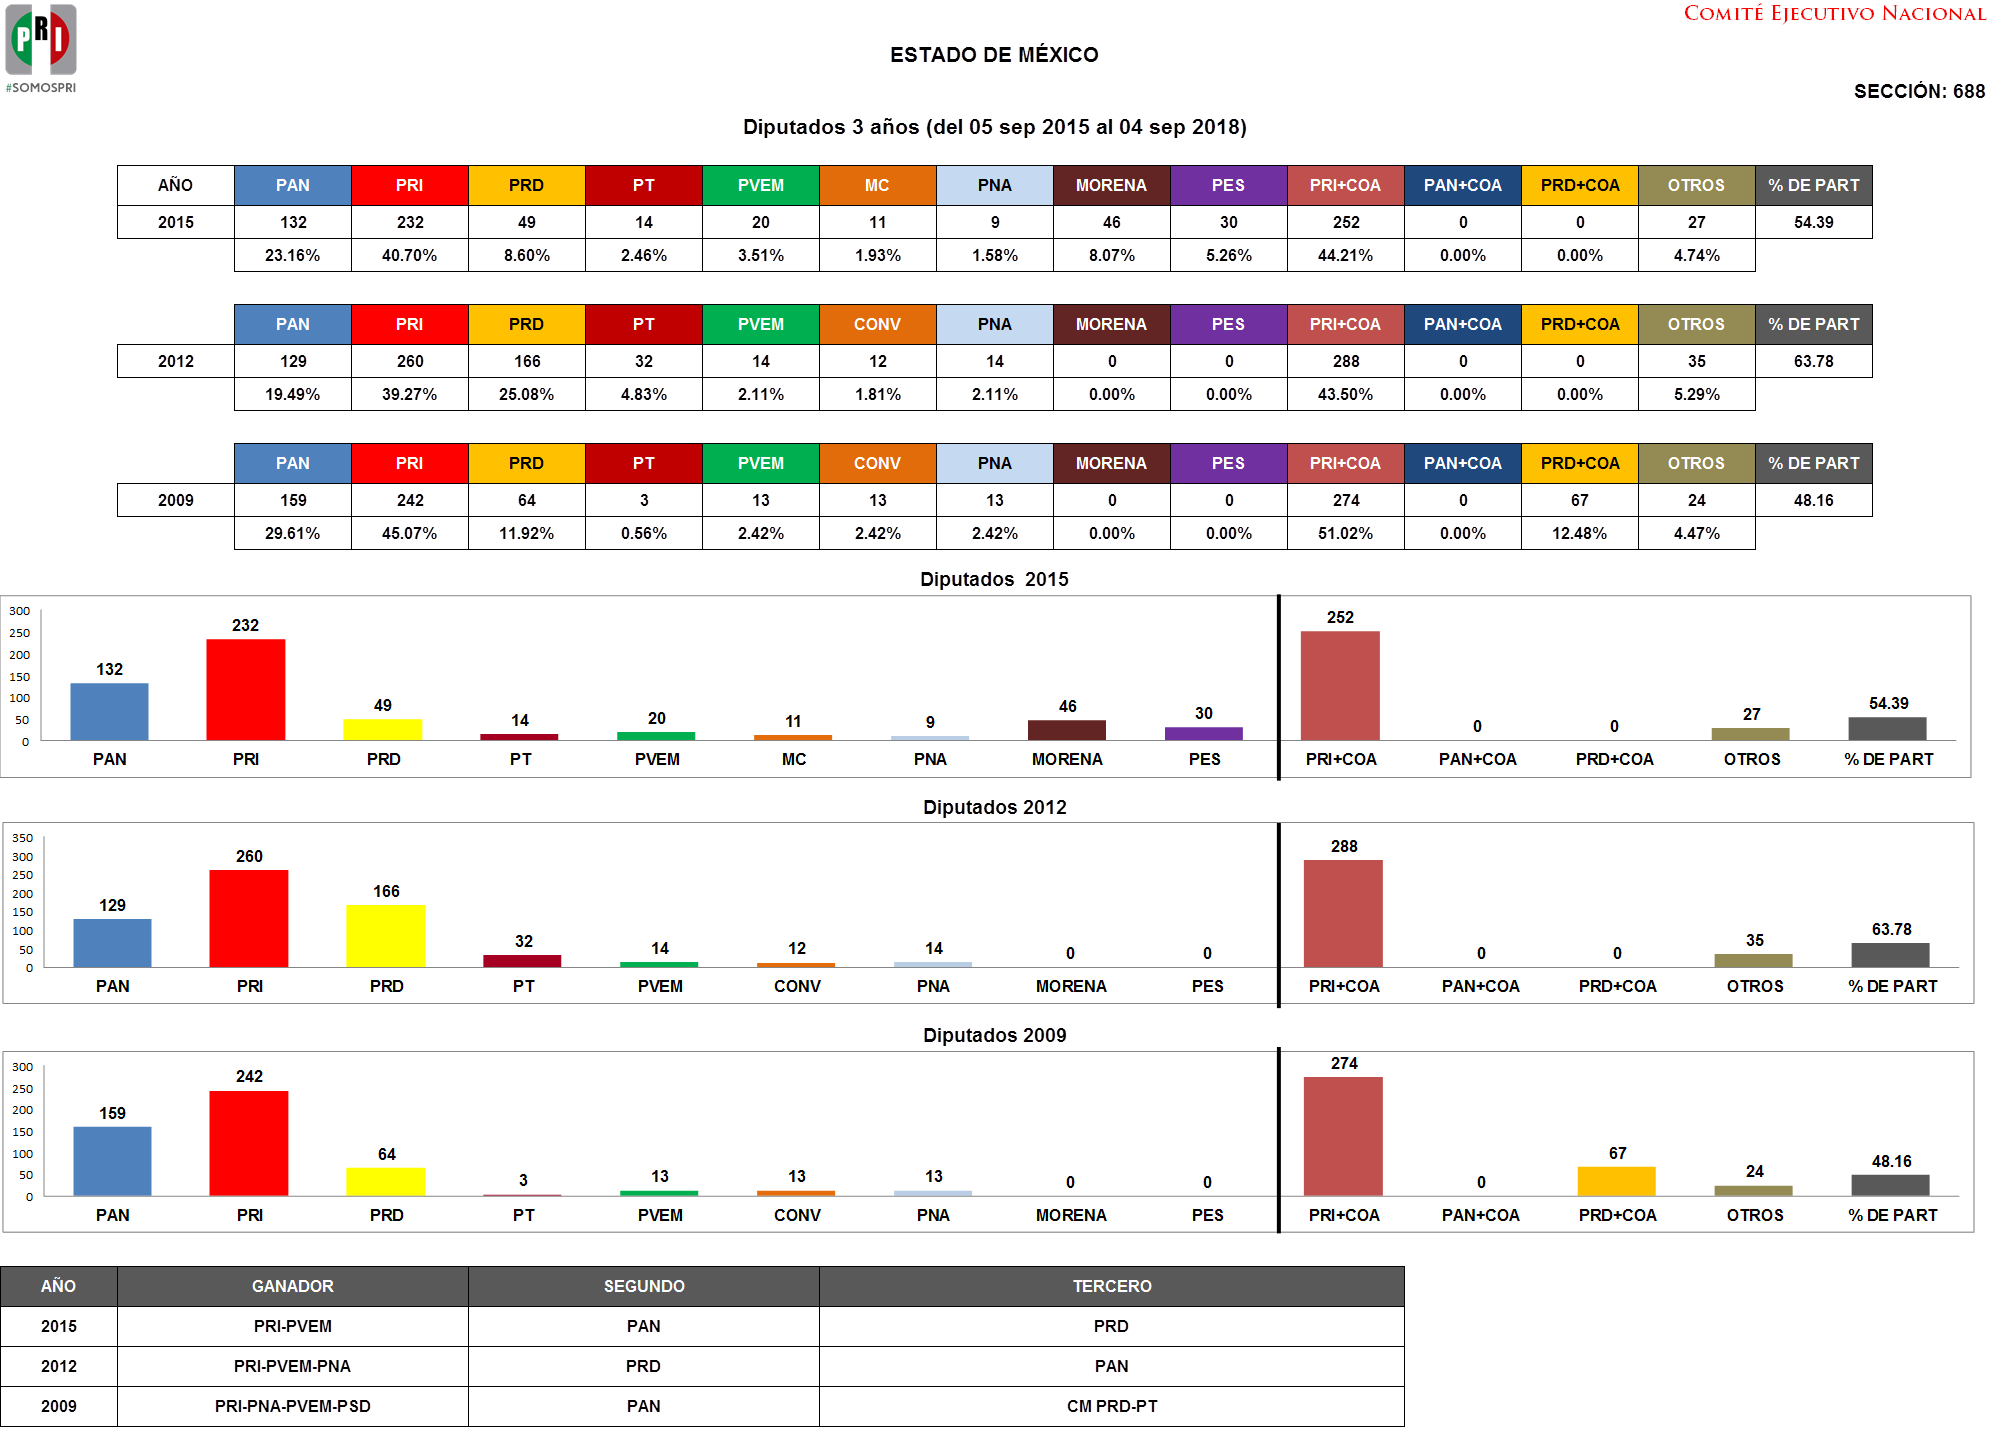 PRI
#SOMOSPRI
COMITÉ EJECUTIVO NACIONAL
ESTADO DE MÉXICO
SECCIÓN: 688
Diputados 3 años (del 05 sep 2015 al 04 sep 2018)
AÑO PAN PRI PRD PT PVEM MC PNA MORENA PES PRI+COA PAN+COA PRD+COA OTROS % DE PART
2015 132 232 49 14 20 11 9 46 30 252 0 0 27 54.39
23.16% 40.70% 8.60% 2.46% 3.51% 1.93% 1.58% 8.07% 5.26% 44.21% 0.00% 0.00% 4.74%
PAN PRI PRD PT PVEM CONV PNA MORENA PES PRI+COA PAN+COA PRD+COA OTROS % DE PART
2012 129 260 166 32 14 12 14 0 0 288 0 0 35 63.78
19.49% 39.27% 25.08% 4.83% 2.11% 1.81% 2.11% 0.00% 0.00% 43.50% 0.00% 0.00% 5.29%
PAN PRI PRD PT PVEM CONV PNA MORENA PES PRI+COA PAN+COA PRD+COA OTROS % DE PART
2009 159 242 64 3 13 13 13 0 0 274 0 67 24 48.16
29.61% 45.07% 11.92% 0.56% 2.42% 2.42% 2.42% 0.00% 0.00% 51.02% 0.00% 12.48% 4.47%
Diputados 2015
300
250
200
150
100
50
0
132 232 49 14 20 11 9 46 30 252 0 0 27 54.39
PAN PRI PRD PT PVEM MC PNA MORENA PES PRI+COA PAN+COA PRD+COA OTROS % DE PART
Diputados 2012
350
300
250
200
150
100
50
0
129 260 166 32 14 12 14 0 0 288 0 0 35 63.78
PAN PRI PRD PT PVEM CONV PNA MORENA PES PRI+COA PAN+COA PRD+COA OTROS % DE PART
Diputados 2009
300
250
200
150
100
50
0
159 242 64 3 13 13 13 0 0 274 0 67 24 48.16
PAN PRI PRD PT PVEM CONV PNA MORENA PES PRI+COA PAN+COA PRD+COA OTROS % DE PART
AÑO GANADOR SEGUNDO TERCERO
2015 PRI-PVEM PAN PRD
2012 PRI-PVEM-PNA PRD PAN
2009 PRI-PNA-PVEM-PSD PAN CM PRD-PT